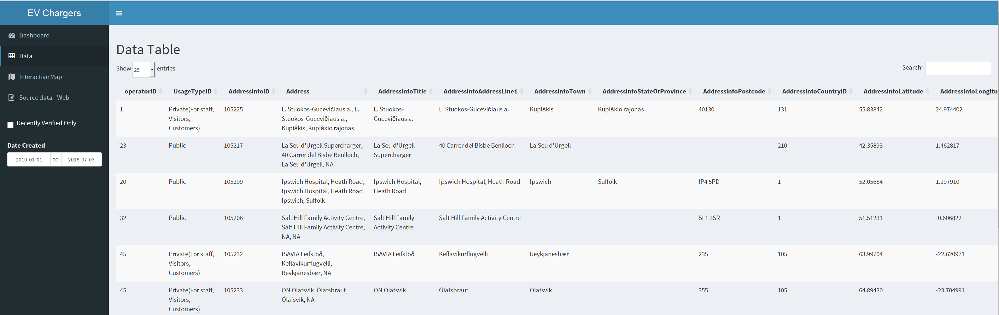 EV Chargers
Dashboard
Data
Interactive Map
Source data - Web
Recently Verified Only
Date Created
2010-01-01 to 2018-07-03
Data Table
Show 25 entries
Search:
operatorID UsageTypeID AddressInfoID Address AddressInfoTitle AddressInfoAddressLine1 AddressInfoTown AddressInfoStateOrProvince AddressInfoPostcode AddressInfoCountryID AddressInfoLatitude AddressInfoLongitu
1 Private(For staff, 105225 L. Stuokos-Gucevičiaus a., L. L. Stuokos- L. Stuokos-Gucevičiaus a. Kupiškis Kupiškio rajonas 40130 131 55.83842 24.974402
Visitors, Stuokos-Gucevičiaus a., Gucevičiaus a.
Customers) Kupiškis, Kupiškio rajonas
23 Public 105217 La Seu d'Urgell Supercharger, La Seu d'Urgell 40 Carrer del Bisbe Benlloch La Seu d'Urgell 210 42.35893 1.462817
40 Carrer del Bisbe Benlloch, Supercharger
La Seu d'Urgell, NA
20 Public 105209 Ipswich Hospital, Heath Road, Ipswich Hospital, Ipswich Hospital, Heath Road Ipswich Suffolk IP4 5PD 1 52.05684 1.197910
Ipswich Hospital, Heath Road, Heath Road
Ipswich, Suffolk
32 Public 105206 Salt Hill Family Activity Centre, Salt Hill Family Salt Hill Family Activity Centre SL1 3SR 1 51.51231 -0.606822
Salt Hill Family Activity Centre, Activity Centre
NA, NA
45 Private(For staff, 105232 ISAVIA Leifstöð, ISAVIA Leifstöð Keflavíkurflugvelli Reykjanesbær 235 105 63.99704 -22.620971
Visitors, Keflavíkurflugvelli,
Customers) Reykjanesbær, NA
45 Private(For staff, 105233 ON Ólafsvík, Ólafsbraut, ON Ólafsvík Ólafsbraut Ólafsvík 355 105 64.89430 -23.704991
Visitors, Ólafsvík, NA
Customers)